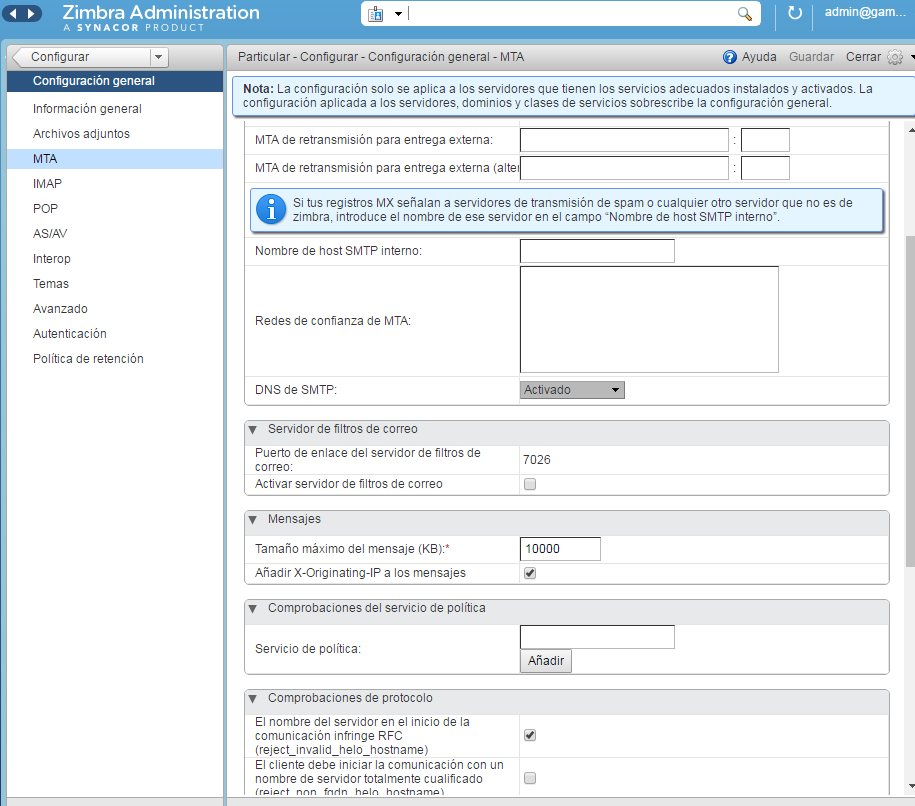 Zimbra Administration
A SYNACOR PRODUCT
admin@gam...
Configurar
Particular - Configurar - Configuración general - MTA
Ayuda
Guardar
Cerrar
Configuración general
Información general
Archivos adjuntos
MTA
IMAP
POP
AS/AV
Interop
Temas
Avanzado
Autenticación
Política de retención
Nota: La configuración solo se aplica a los servidores que tienen los servicios adecuados instalados y activados. La
configuración aplicada a los servidores, dominios y clases de servicios sobrescribe la configuración general.
MTA de retransmisión para entrega externa: :
MTA de retransmisión para entrega externa (alter :
Si tus registros MX señalan a servidores de transmisión de spam o cualquier otro servidor que no es de
zimbra, introduce el nombre de ese servidor en el campo “Nombre de host SMTP interno”.
Nombre de host SMTP interno:
Redes de confianza de MTA:
DNS de SMTP: Activado
Servidor de filtros de correo
Puerto de enlace del servidor de filtros de
correo:
7026
Activar servidor de filtros de correo
Mensajes
Tamaño máximo del mensaje (KB):* 10000
Añadir X-Originating-IP a los mensajes
Comprobaciones del servicio de política
Servicio de política:
Añadir
Comprobaciones de protocolo
El nombre del servidor en el inicio de la
comunicación infringe RFC
(reject_invalid_helo_hostname)
El cliente debe iniciar la comunicación con un
nombre de servidor totalmente cualificado
(reject_non_fqdn_helo_hostname)